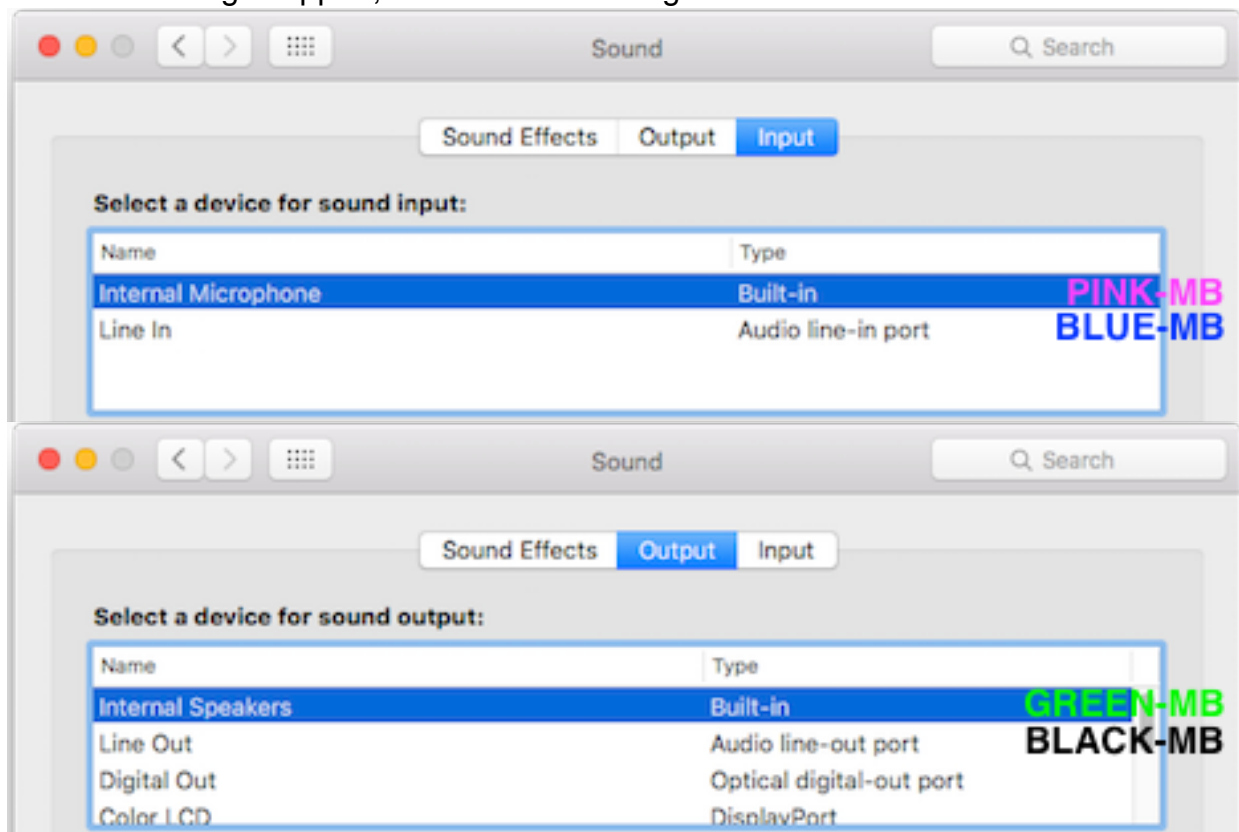 Sound
Search
Sound Effects Output Input
Select a device for sound input:
Name Type
Internal Microphone Built-in PINK-MB
Line In Audio line-in port BLUE-MB
Sound
Search
Sound Effects Output Input
Select a device for sound output:
Name Type
Internal Speakers Built-in GREEN-MB
Line Out Audio line-out port BLACK-MB
Digital Out Optical digital-out port
Color LCD DisplayPort